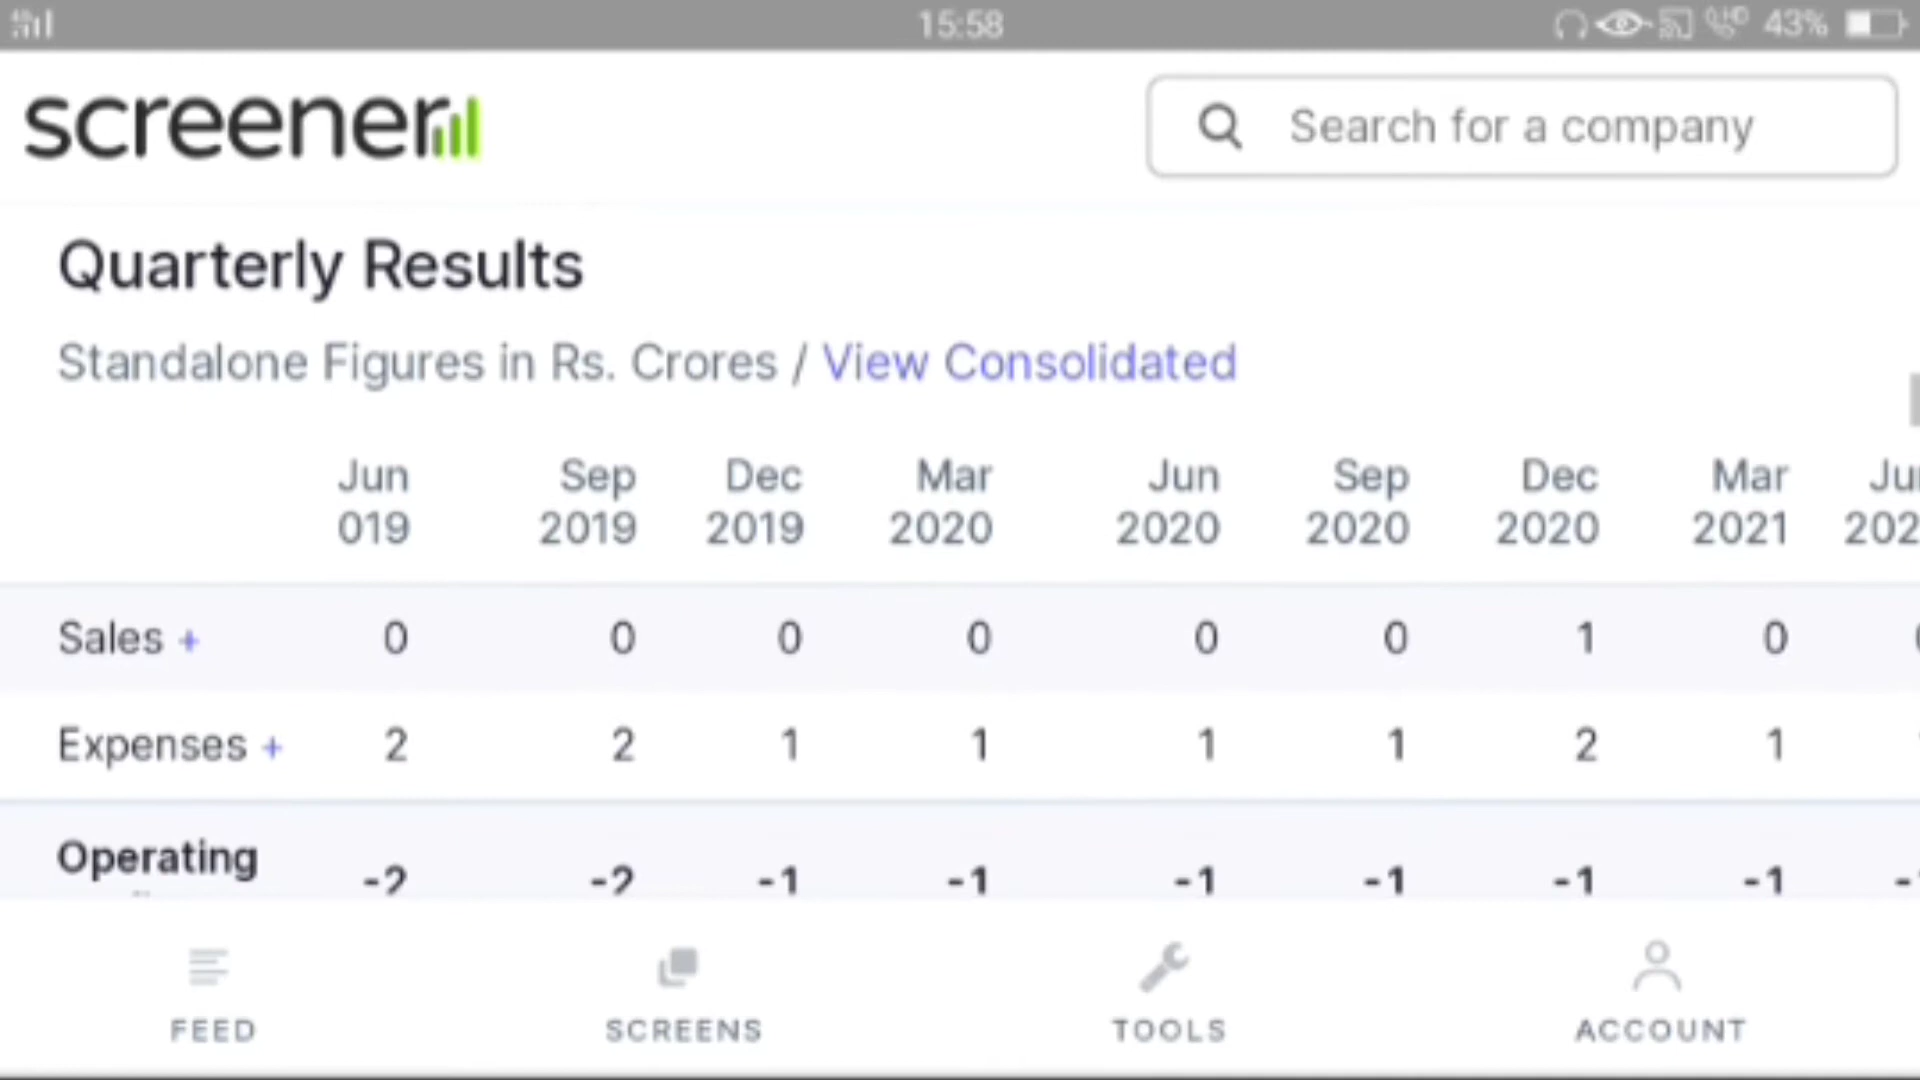 15:58 43%
screener
Search for a company
Quarterly Results
Standalone Figures in Rs. Crores / View Consolidated
Jun Sep Dec Mar Jun Sep Dec Mar
019 2019 2019 2020 2020 2020 2020 2021 202
Sales + 0 0 0 0 0 0 1 0
Expenses + 2 2 1 1 1 1 2 1
Operating -2 -2 -1 -1 -1 -1 -1 -1
FEED SCREENS TOOLS ACCOUNT